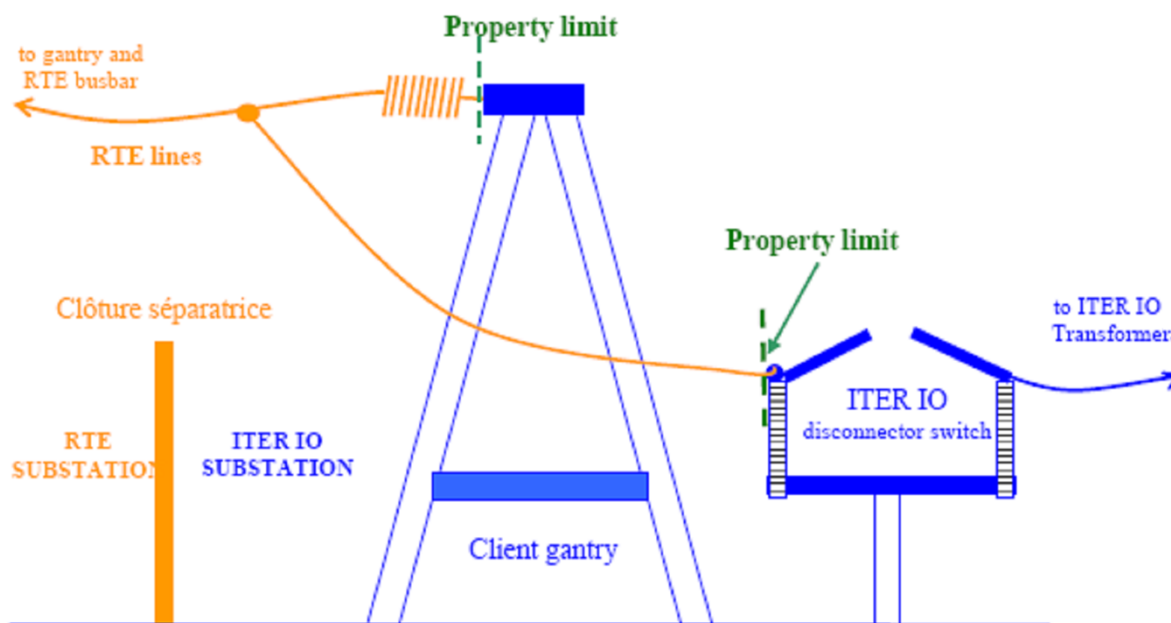 Property limit
to gantry and
RTE busbar
RTE lines
Property limit
Clôture séparatrice
to ITER IO
Transformer
ITER IO
disconnector switch
RTE
SUBSTATION
ITER IO
SUBSTATION
Client gantry